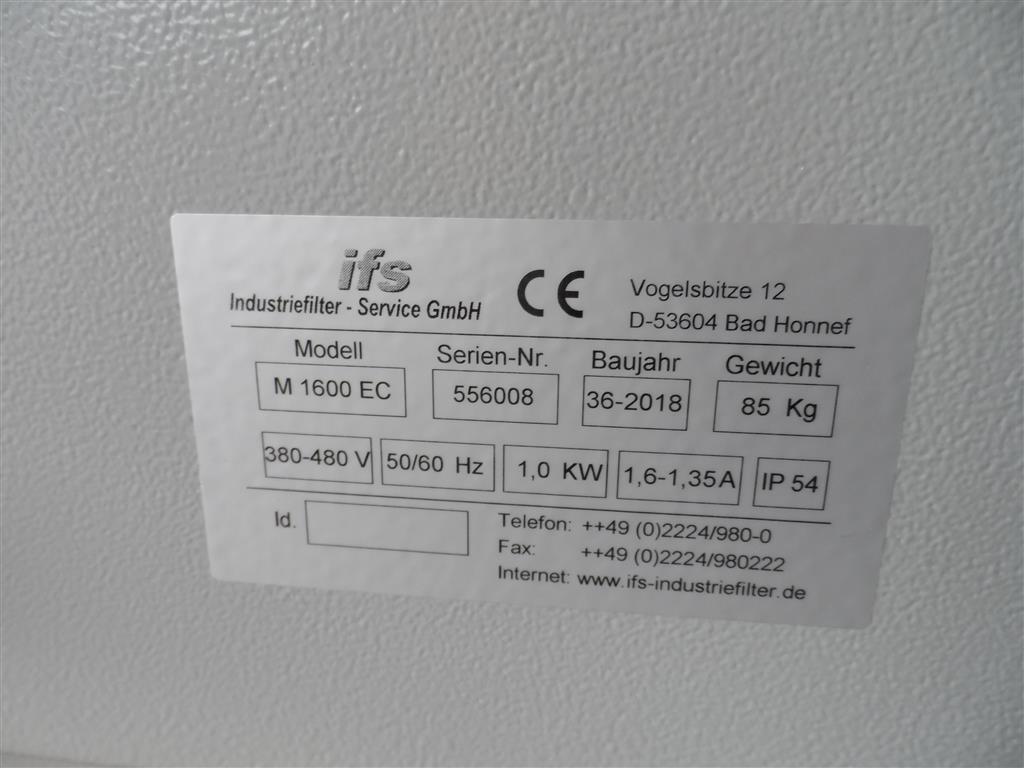 ifs
Industriefilter - Service GmbH
CE
Vogelsbitze 12
D-53604 Bad Honnef
Modell Serien-Nr. Baujahr Gewicht
M 1600 EC 556008 36-2018 85 Kg
380-480 V 50/60 Hz 1,0 KW 1,6-1,35A IP 54
Id.
Telefon: ++49 (0)2224/980-0
Fax: ++49 (0)2224/980222
Internet: www.ifs-industriefilter.de